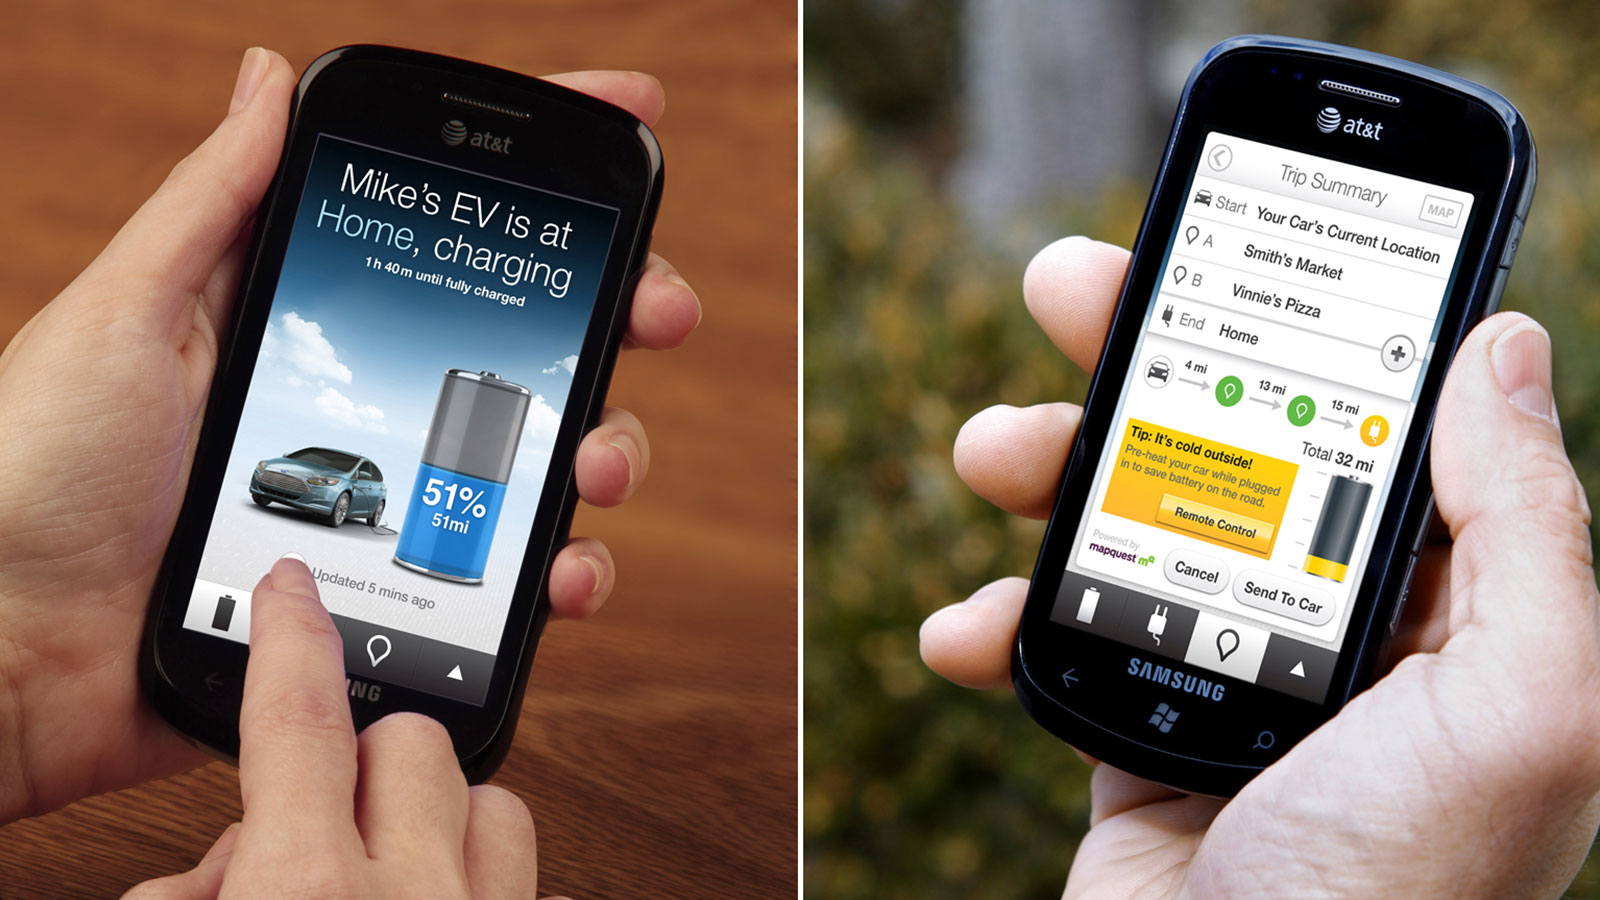 at&t
Mike's EV is at
Home, charging
1h 40m until fully charged
51%
51mi
Updated 5 mins ago
at&t
Trip Summary
MAP
Start Your Car's Current Location
A Smith's Market
B Vinnie's Pizza
End Home
4 mi
13 mi
15 mi
Total 32 mi
Tip: It's cold outside!
Pre-heat your car while plugged
in to save battery on the road.
Remote Control
Powered by
mapquest
Cancel
Send To Car
SAMSUNG